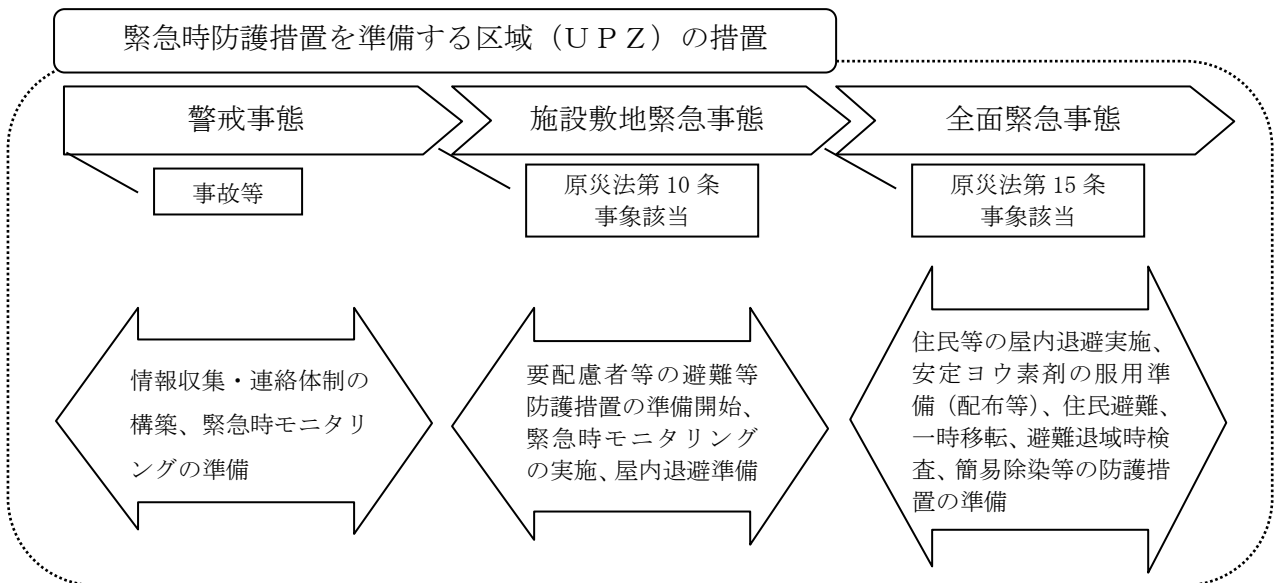 緊急時防護措置を準備する区域（ＵＰＺ）の措置
警戒事態
施設敷地緊急事態
全面緊急事態
事故等
原災法第 10 条
事象該当
原災法第 15 条
事象該当
情報収集・連絡体制の
構築、緊急時モニタリ
ングの準備
要配慮者等の避難等
防護措置の準備開始、
緊急時モニタリング
の実施、屋内退避準備
住民等の屋内退避実施、
安定ヨウ素剤の服用準
備（配布等）、住民避難、
一時移転、避難退域時検
査、簡易除染等の防護措
置の準備